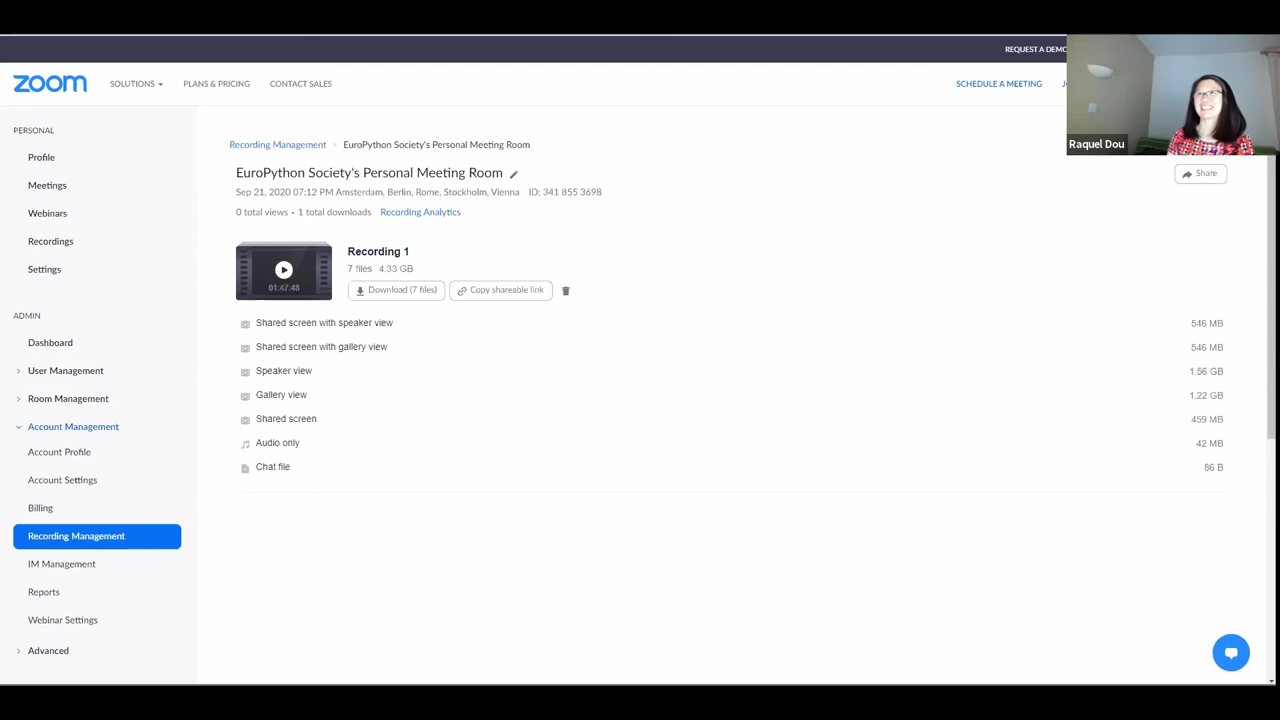 REQUEST A DEMO
zoom
SOLUTIONS
PLANS & PRICING
CONTACT SALES
SCHEDULE A MEETING
Raquel Dou
PERSONAL
Profile
Meetings
Webinars
Recordings
Settings
ADMIN
Dashboard
User Management
Room Management
Account Management
Account Profile
Account Settings
Billing
Recording Management
IM Management
Reports
Webinar Settings
Advanced
Recording Management > EuroPython Society's Personal Meeting Room
EuroPython Society's Personal Meeting Room
Share
Sep 21, 2020 07:12 PM Amsterdam, Berlin, Rome, Stockholm, Vienna ID: 341 855 3698
0 total views • 1 total downloads Recording Analytics
01:47:48
Recording 1
7 files 4.33 GB
Download (7 files) Copy shareable link
Shared screen with speaker view 546 MB
Shared screen with gallery view 546 MB
Speaker view 1.56 GB
Gallery view 1.22 GB
Shared screen 459 MB
Audio only 42 MB
Chat file 86 B